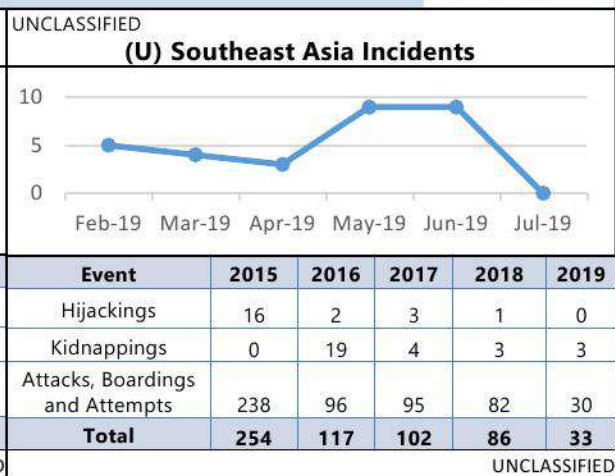 UNCLASSIFIED
(U) Southeast Asia Incidents
10
5
0
Feb-19 Mar-19 Apr-19 May-19 Jun-19 Jul-19
Event 2015 2016 2017 2018 2019
Hijackings 16 2 3 1 0
Kidnappings 0 19 4 3 3
Attacks, Boardings
and Attempts 238 96 95 82 30
Total 254 117 102 86 33
UNCLASSIFIED